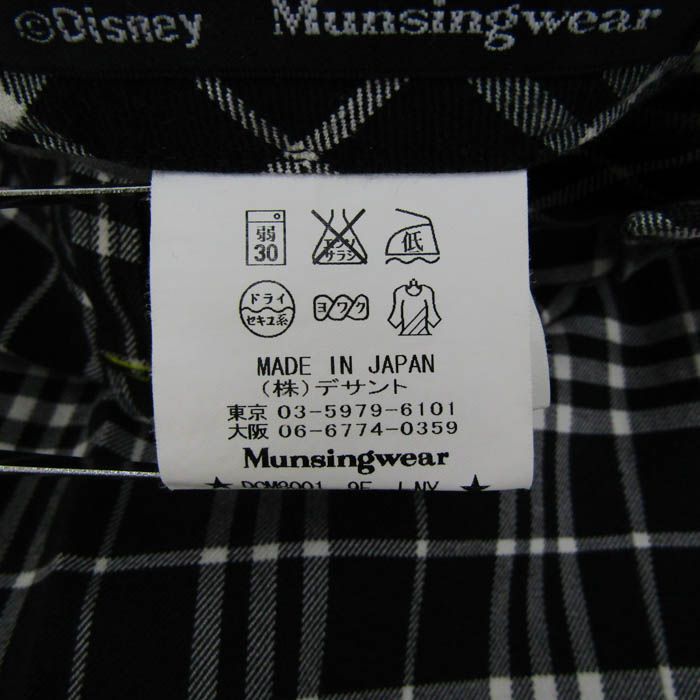 ©Disney Munsingwear
弱 エンソ 低
30 サラシ
ドライ ヨワク
セキユ系
MADE IN JAPAN
(株)デサント
東京 03-5979-6101
大阪 06-6774-0359
Munsingwear